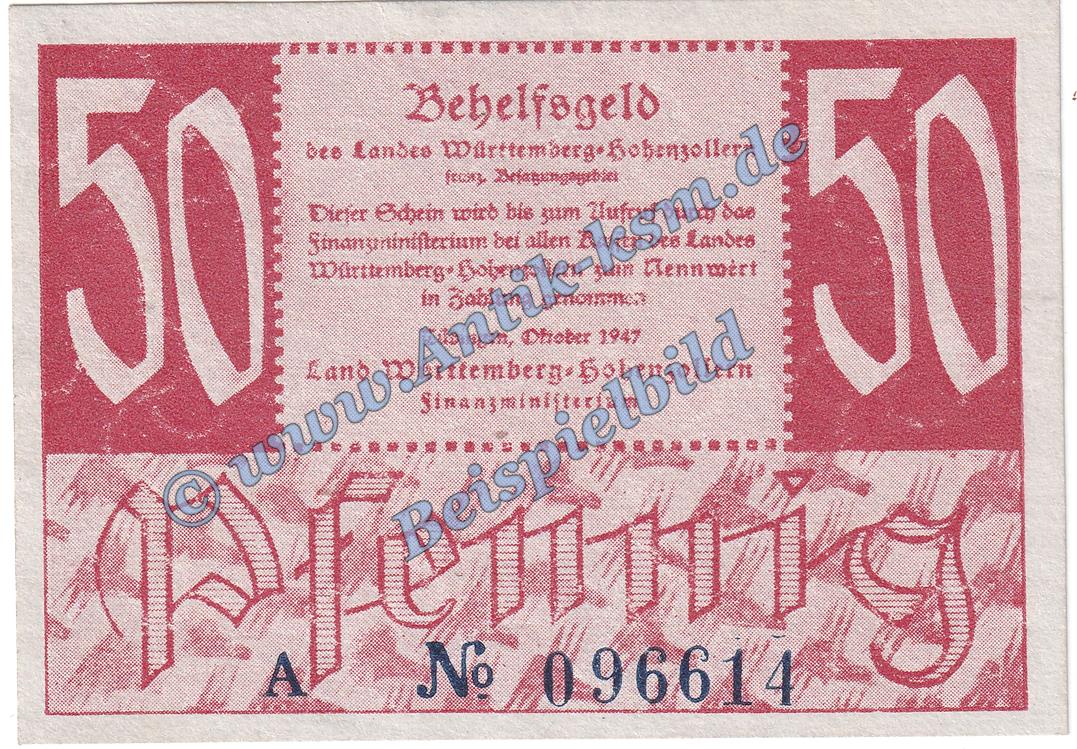 50
50
Behelfsgeld
des Landes Württemberg-Hohenzollern
franz. Besatzungsgebiet
Dieser Schein wird bis zum Aufruf durch das
Finanzministerium bei allen des Landes
Württemberg-Hohenzollern zum Nennwert
in Zahlung genommen
Oktober 1947
Land Württemberg-Hohenzollern
Finanzministerium
Pfennig
A No 096614
© www.Antik-ksm.de
Beispielbild